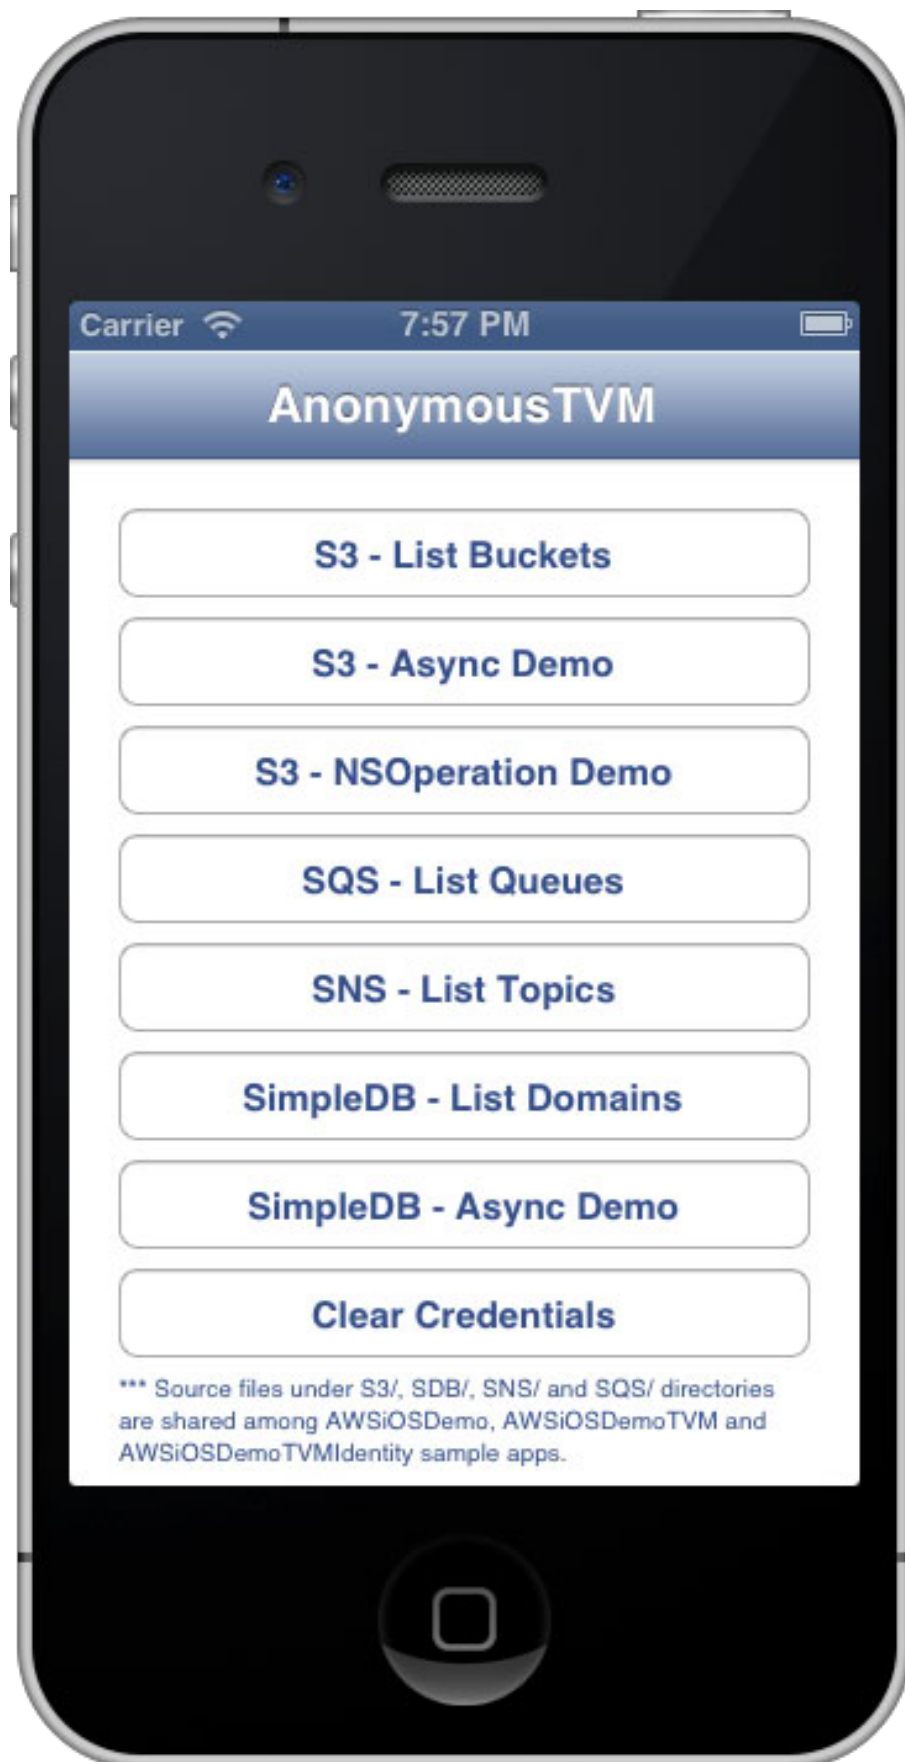 Carrier 7:57 PM
AnonymousTVM
S3 - List Buckets
S3 - Async Demo
S3 - NSOperation Demo
SQS - List Queues
SNS - List Topics
SimpleDB - List Domains
SimpleDB - Async Demo
Clear Credentials
*** Source files under S3/, SDB/, SNS/ and SQS/ directories
are shared among AWSiOSDemo, AWSiOSDemoTVM and
AWSiOSDemoTVMIdentity sample apps.